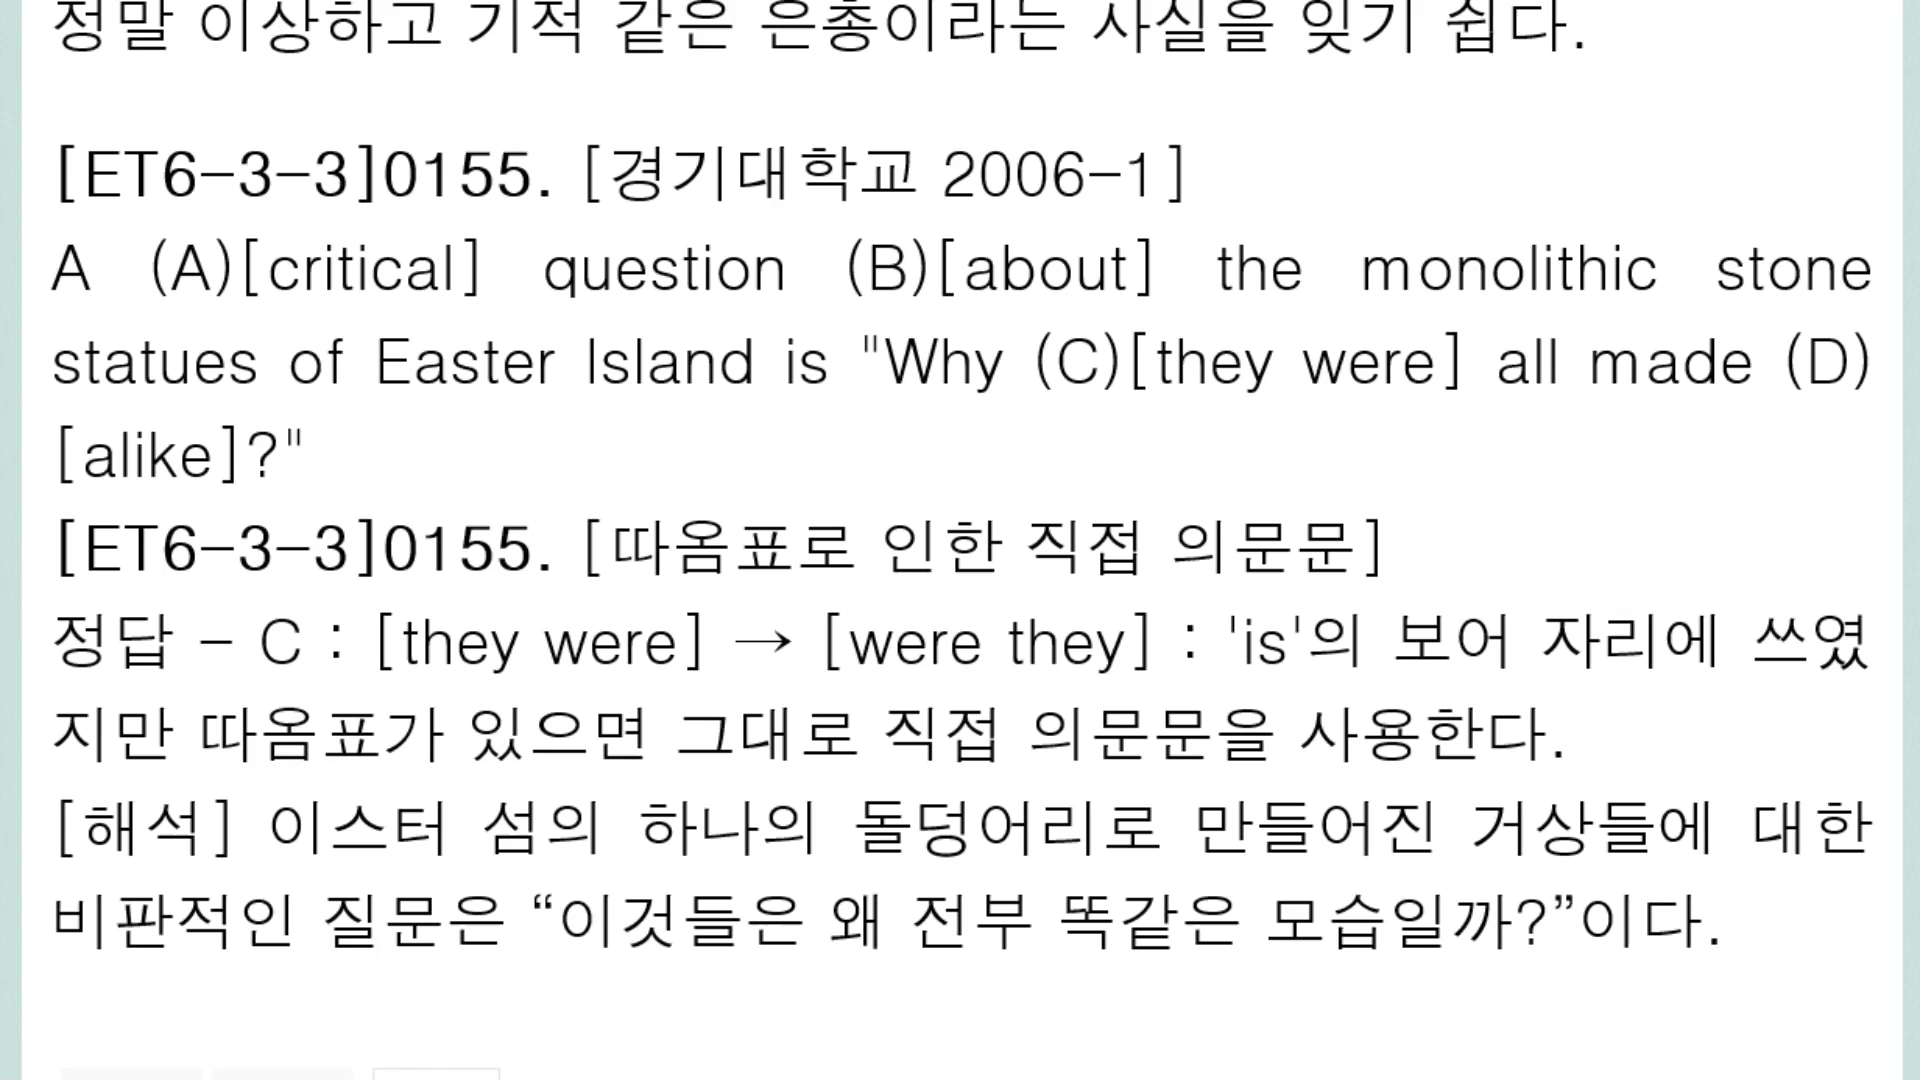 정말 이상하고 기적 같은 은총이라는 사실을 잊기 쉽다.
[ET6-3-3]0155. [경기대학교 2006-1]
A (A)[critical] question (B)[about] the monolithic stone
statues of Easter Island is "Why (C)[they were] all made (D)
[alike]?"
[ET6-3-3]0155. [따옴표로 인한 직접 의문문]
정답 - C : [they were] → [were they] : 'is'의 보어 자리에 쓰였
지만 따옴표가 있으면 그대로 직접 의문문을 사용한다.
[해석] 이스터 섬의 하나의 돌덩어리로 만들어진 거상들에 대한
비판적인 질문은 “이것들은 왜 전부 똑같은 모습일까?”이다.